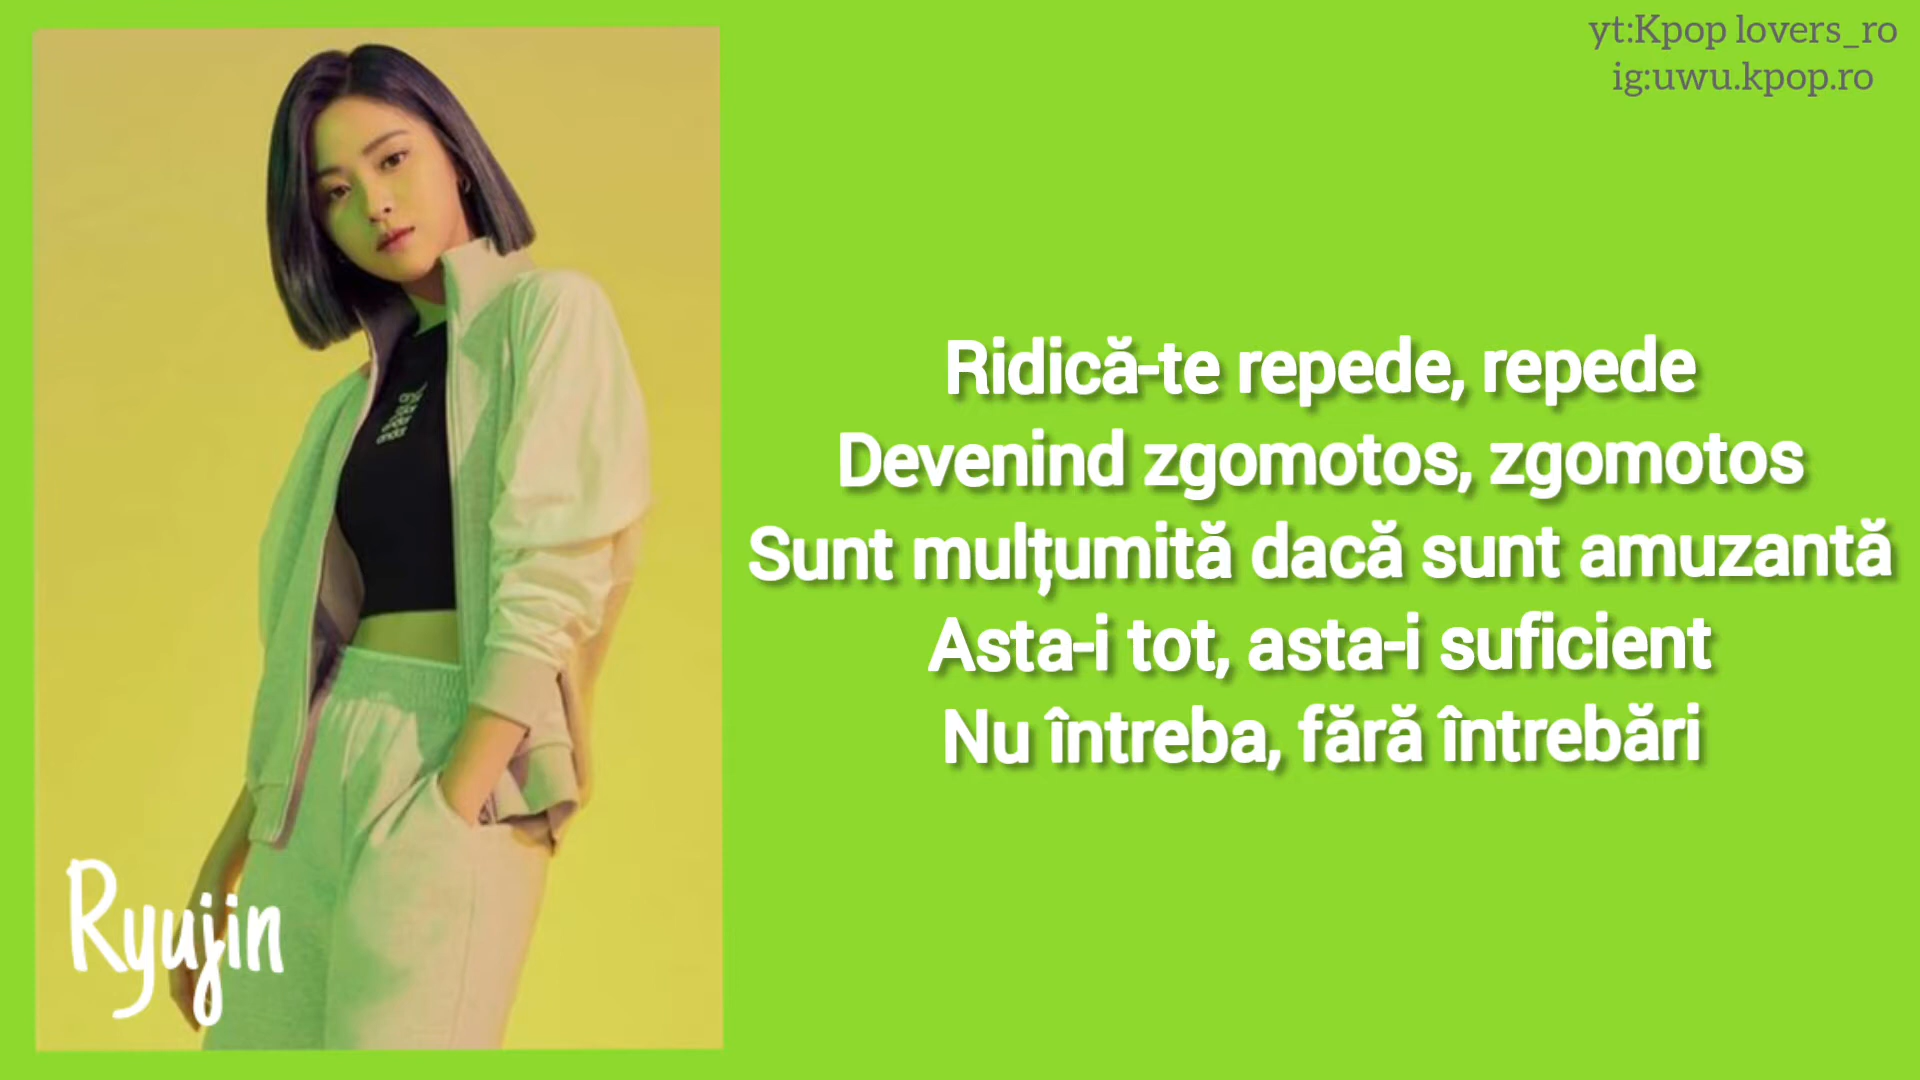 yt:Kpop lovers_ro
ig:uwu.kpop.ro
Ridică-te repede, repede
Devenind zgomotos, zgomotos
Sunt mulțumită dacă sunt amuzantă
Asta-i tot, asta-i suficient
Nu întreba, fără întrebări
Ryujin